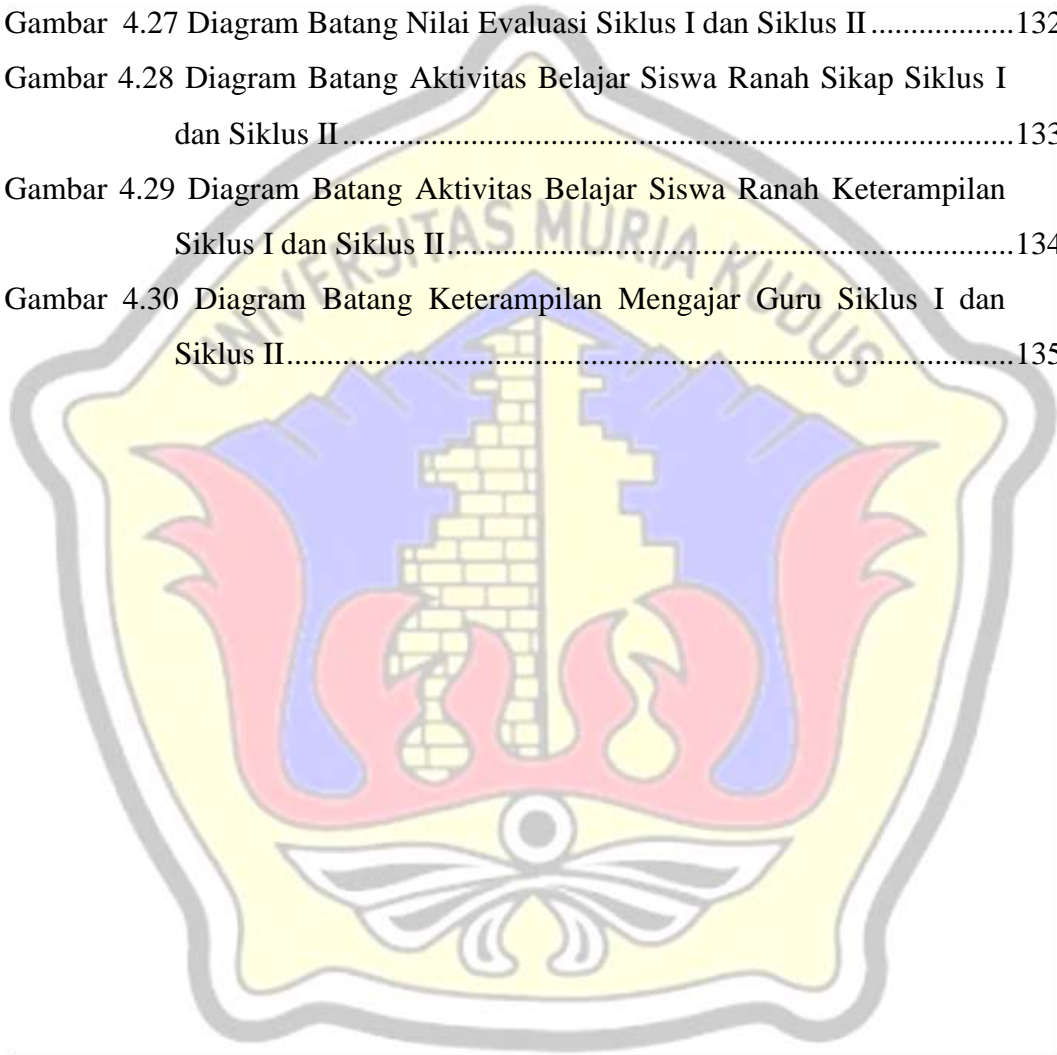 Gambar 4.27 Diagram Batang Nilai Evaluasi Siklus I dan Siklus II ..................132
Gambar 4.28 Diagram Batang Aktivitas Belajar Siswa Ranah Sikap Siklus I
dan Siklus II ....................................................................................133
Gambar 4.29 Diagram Batang Aktivitas Belajar Siswa Ranah Keterampilan
Siklus I dan Siklus II.......................................................................134
Gambar 4.30 Diagram Batang Keterampilan Mengajar Guru Siklus I dan
Siklus II...........................................................................................135
UNIVERSITAS MURIA KUDUS